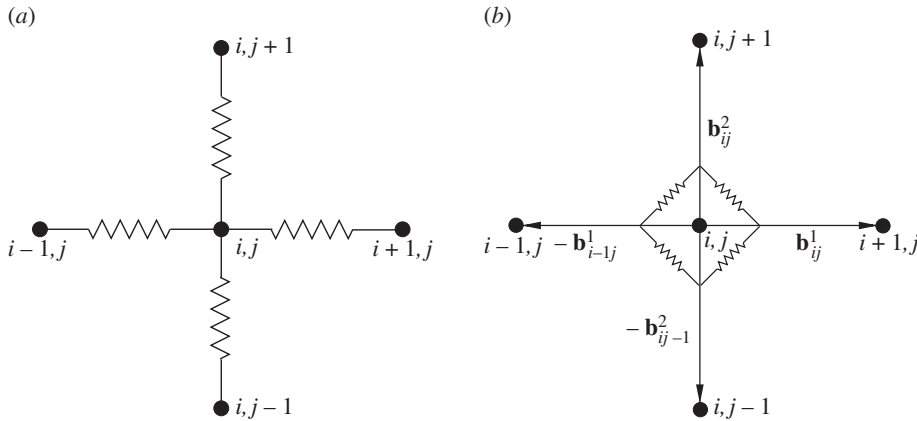 (a)
i, j + 1
i − 1, j
i, j
i + 1, j
i, j − 1
(b)
i, j + 1
b²ᵢⱼ
i − 1, j
− b¹ᵢ₋₁ⱼ
i, j
b¹ᵢⱼ
i + 1, j
− b²ᵢⱼ₋₁
i, j − 1